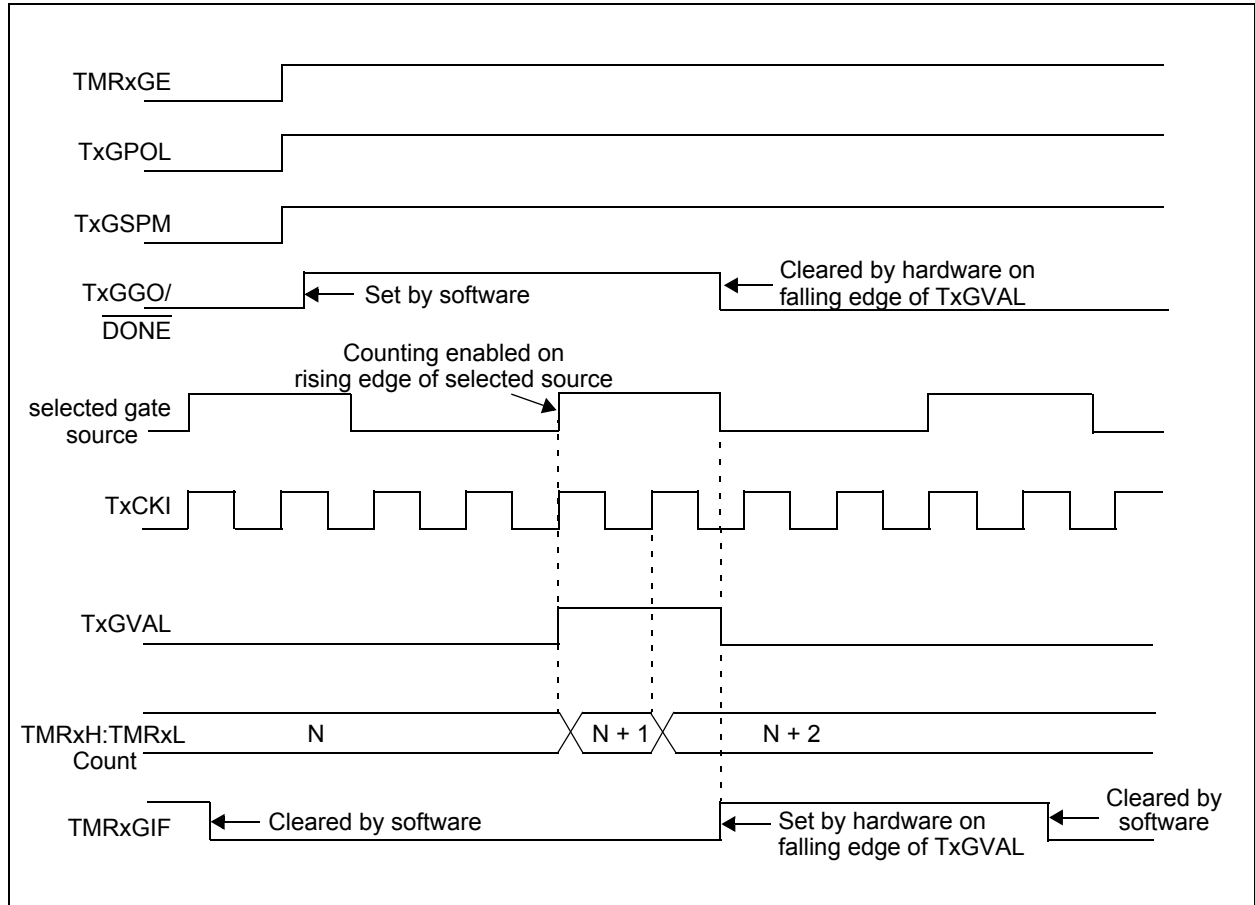 TMRxGE
TxGPOL
TxGSPM
TxGGO/
DONE
Set by software
Cleared by hardware on
falling edge of TxGVAL
Counting enabled on
rising edge of selected source
selected gate
source
TxCKI
TxGVAL
TMRxH:TMRxL
Count
N
N + 1
N + 2
TMRxGIF
Cleared by software
Set by hardware on
falling edge of TxGVAL
Cleared by
software